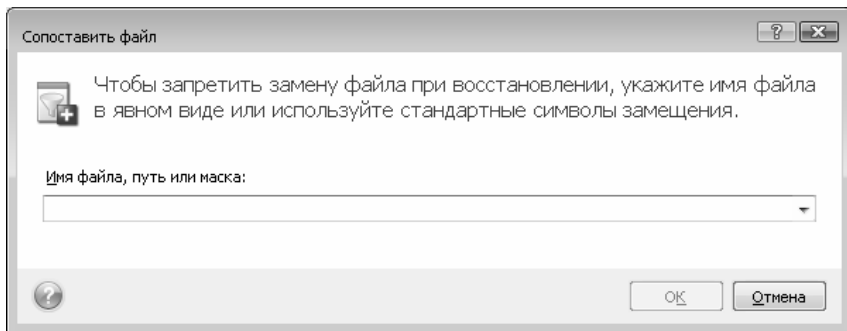 Сопоставить файл
Чтобы запретить замену файла при восстановлении, укажите имя файла
в явном виде или используйте стандартные символы замещения.
Имя файла, путь или маска:
ОК Отмена